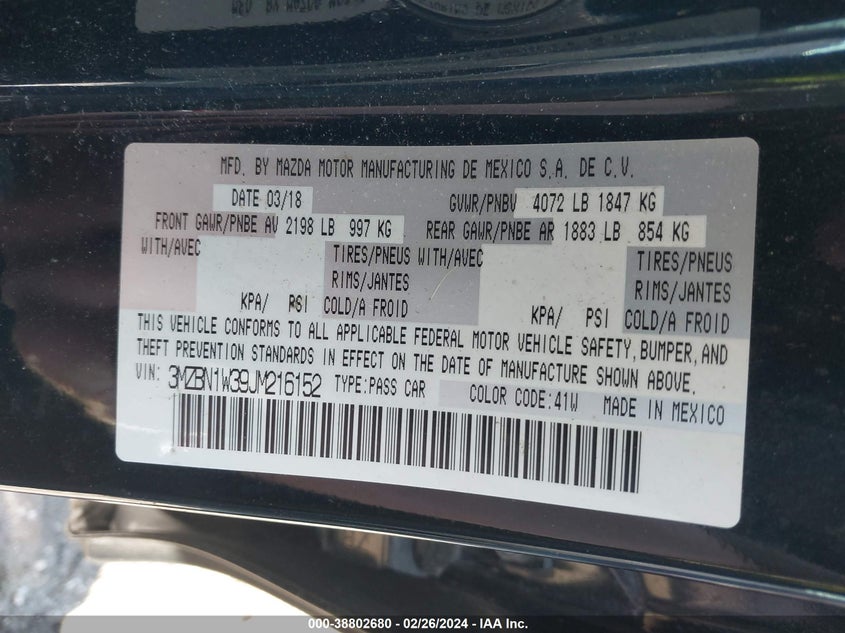 MFD. BY MAZDA MOTOR MANUFACTURING DE MEXICO S.A. DE C.V.
DATE 03/18 GVWR/PNBV 4072 LB 1847 KG
FRONT GAWR/PNBE AV 2198 LB 997 KG REAR GAWR/PNBE AR 1883 LB 854 KG
WITH/AVEC TIRES/PNEUS WITH/AVEC TIRES/PNEUS
RIMS/JANTES RIMS/JANTES
KPA/ PSI COLD/A FROID KPA/ PSI COLD/A FROID
THIS VEHICLE CONFORMS TO ALL APPLICABLE FEDERAL MOTOR VEHICLE SAFETY, BUMPER, AND
THEFT PREVENTION STANDARDS IN EFFECT ON THE DATE OF MANUFACTURE SHOWN ABOVE.
VIN: 3MZBN1W39JM216152 TYPE:PASS CAR COLOR CODE:41W MADE IN MEXICO
000-38802680 - 02/26/2024 - IAA Inc.